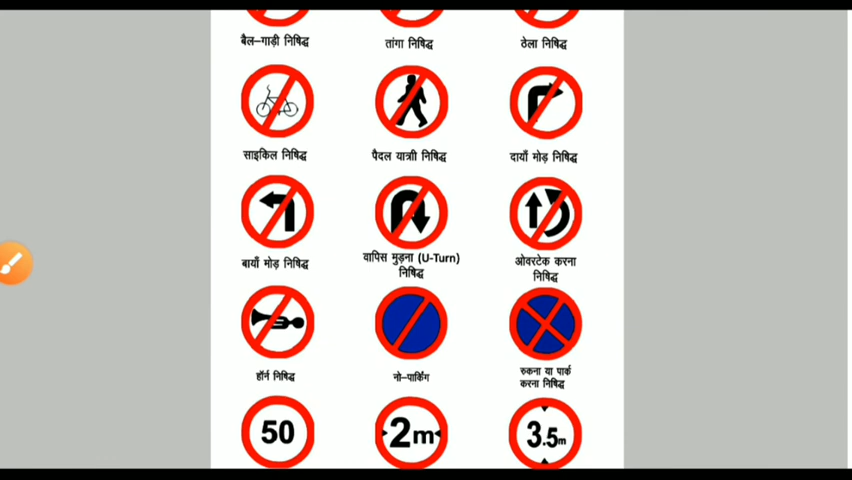 बैल–गाड़ी निषिद्ध
तांगा निषिद्ध
ठेला निषिद्ध
साइकिल निषिद्ध
पैदल यात्री निषिद्ध
दायाँ मोड़ निषिद्ध
बायाँ मोड़ निषिद्ध
वापिस मुड़ना (U-Turn)
निषिद्ध
ओवरटेक करना
निषिद्ध
हॉर्न निषिद्ध
नो–पार्किंग
रुकना या पार्क
करना निषिद्ध
50
2m
3.5m